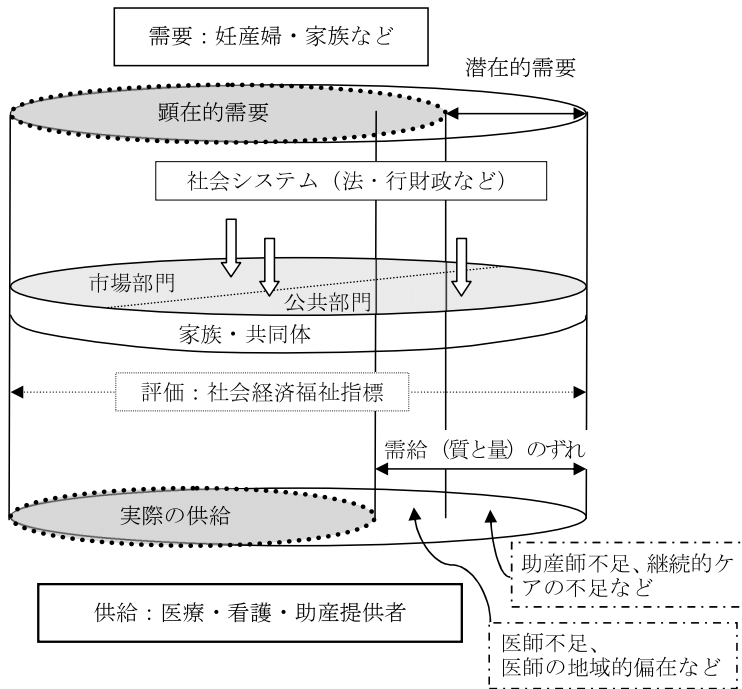 需要：妊産婦・家族など
潜在的需要
顕在的需要
社会システム（法・行財政など）
市場部門
公共部門
家族・共同体
評価：社会経済福祉指標
需給（質と量）のずれ
実際の供給
助産師不足、継続的ケ
アの不足など
供給：医療・看護・助産提供者
医師不足、
医師の地域的偏在など